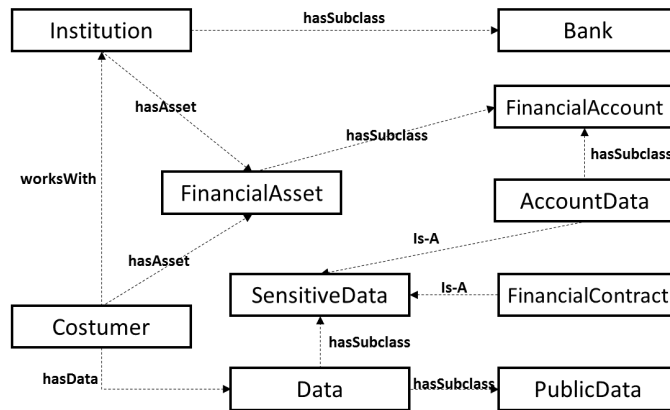 Institution
hasSubclass
Bank
hasAsset
FinancialAccount
hasSubclass
hasSubclass
worksWith
FinancialAsset
AccountData
Is-A
hasAsset
SensitiveData
Is-A
FinancialContract
Costumer
hasSubclass
hasData
Data
hasSubclass
PublicData